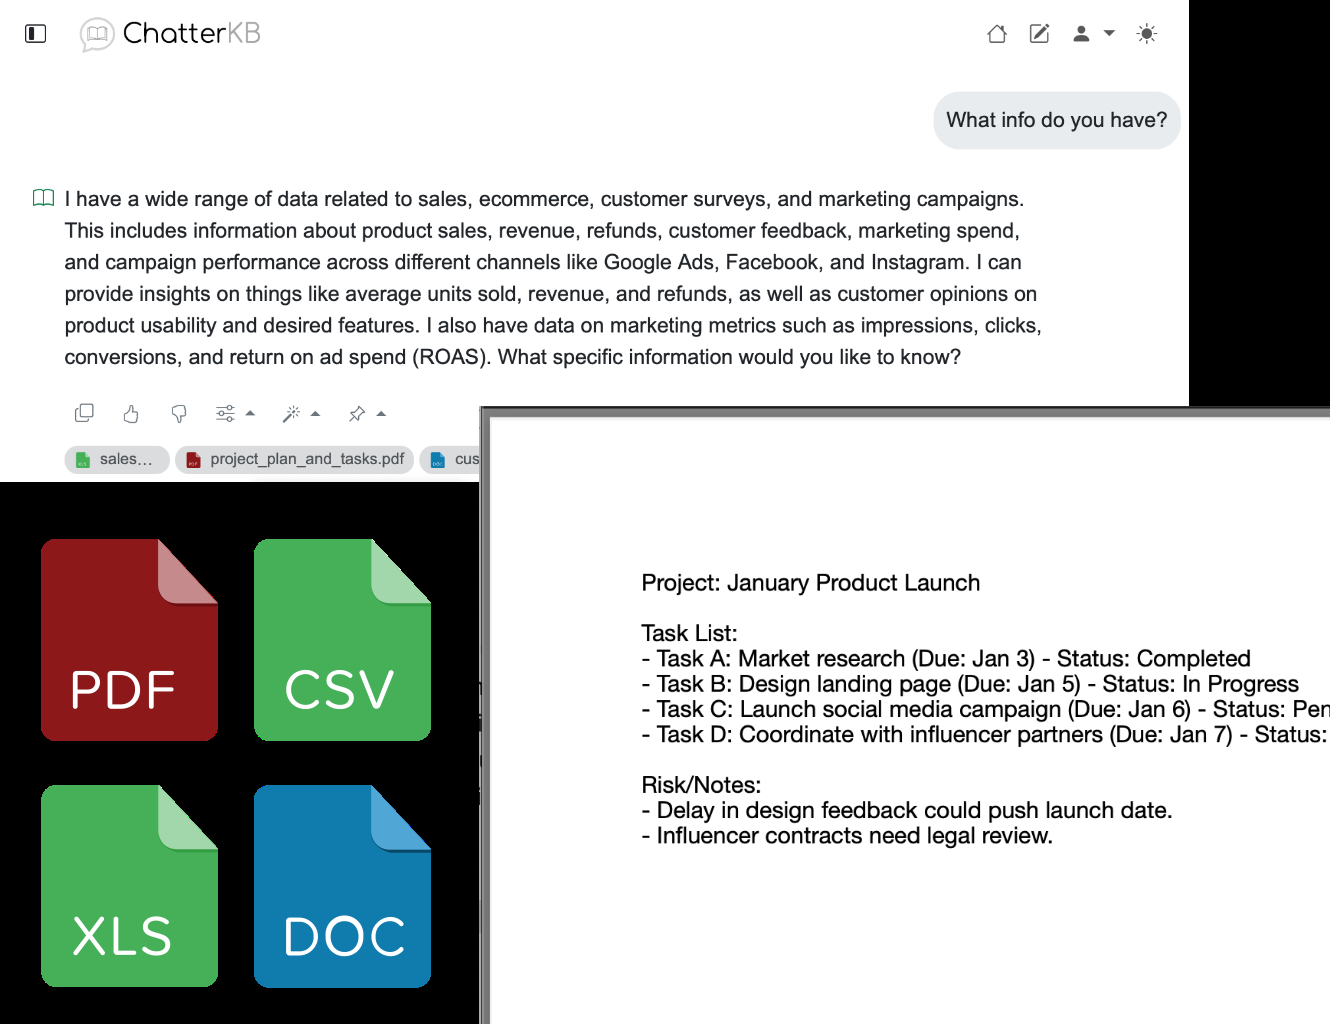 ChatterKB
What info do you have?
I have a wide range of data related to sales, ecommerce, customer surveys, and marketing campaigns.
This includes information about product sales, revenue, refunds, customer feedback, marketing spend,
and campaign performance across different channels like Google Ads, Facebook, and Instagram. I can
provide insights on things like average units sold, revenue, and refunds, as well as customer opinions on
product usability and desired features. I also have data on marketing metrics such as impressions, clicks,
conversions, and return on ad spend (ROAS). What specific information would you like to know?
sales... project_plan_and_tasks.pdf cus
PDF CSV
XLS DOC
Project: January Product Launch
Task List:
- Task A: Market research (Due: Jan 3) - Status: Completed
- Task B: Design landing page (Due: Jan 5) - Status: In Progress
- Task C: Launch social media campaign (Due: Jan 6) - Status: Pen
- Task D: Coordinate with influencer partners (Due: Jan 7) - Status:
Risk/Notes:
- Delay in design feedback could push launch date.
- Influencer contracts need legal review.